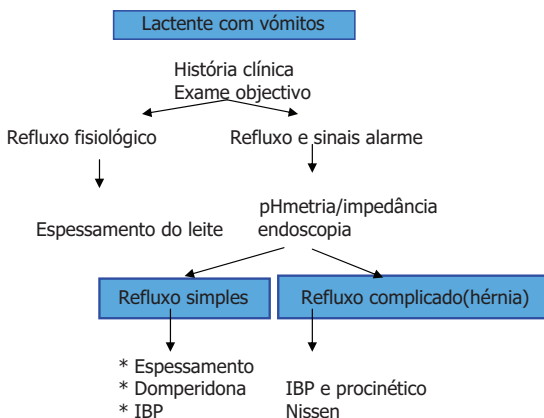 Lactente com vómitos
História clínica
Exame objectivo
Refluxo fisiológico
Refluxo e sinais alarme
Espessamento do leite
pHmetria/impedância
endoscopia
Refluxo simples
Refluxo complicado(hérnia)
* Espessamento
* Domperidona
* IBP
IBP e procinético
Nissen